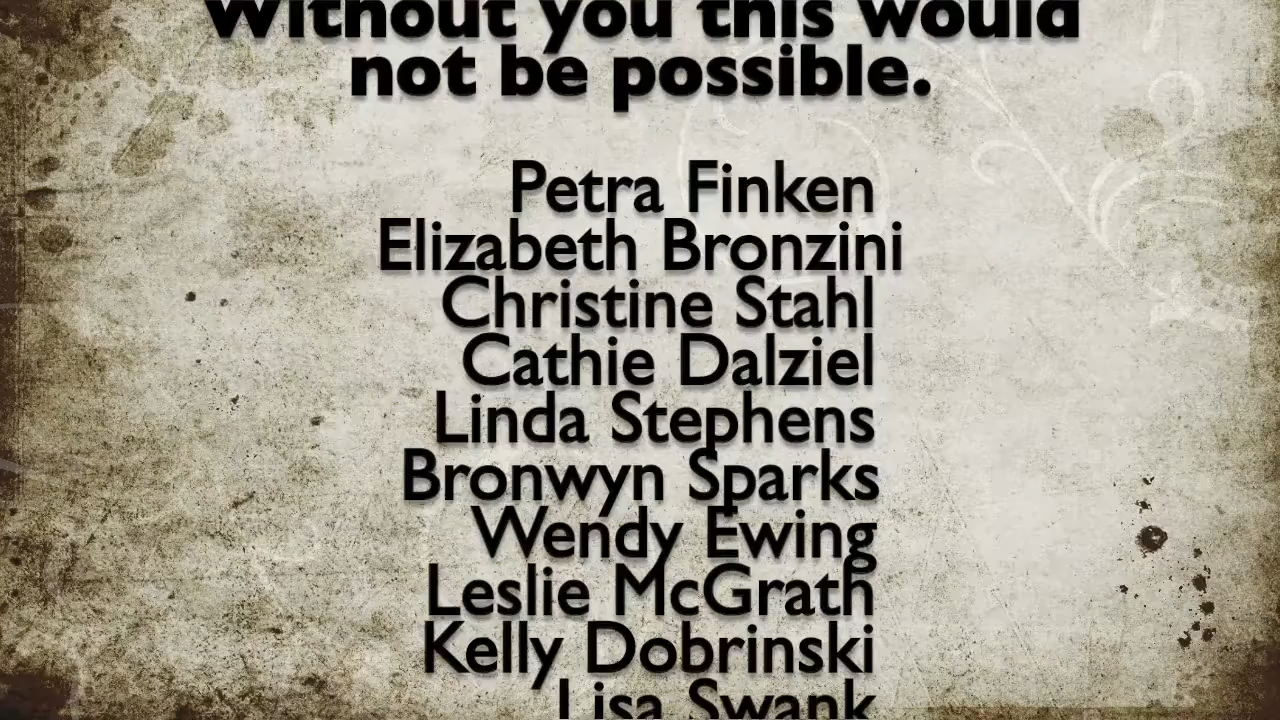 Without you this would
not be possible.
Petra Finken
Elizabeth Bronzini
Christine Stahl
Cathie Dalziel
Linda Stephens
Bronwyn Sparks
Wendy Ewing
Leslie McGrath
Kelly Dobrinski
Lisa Swank